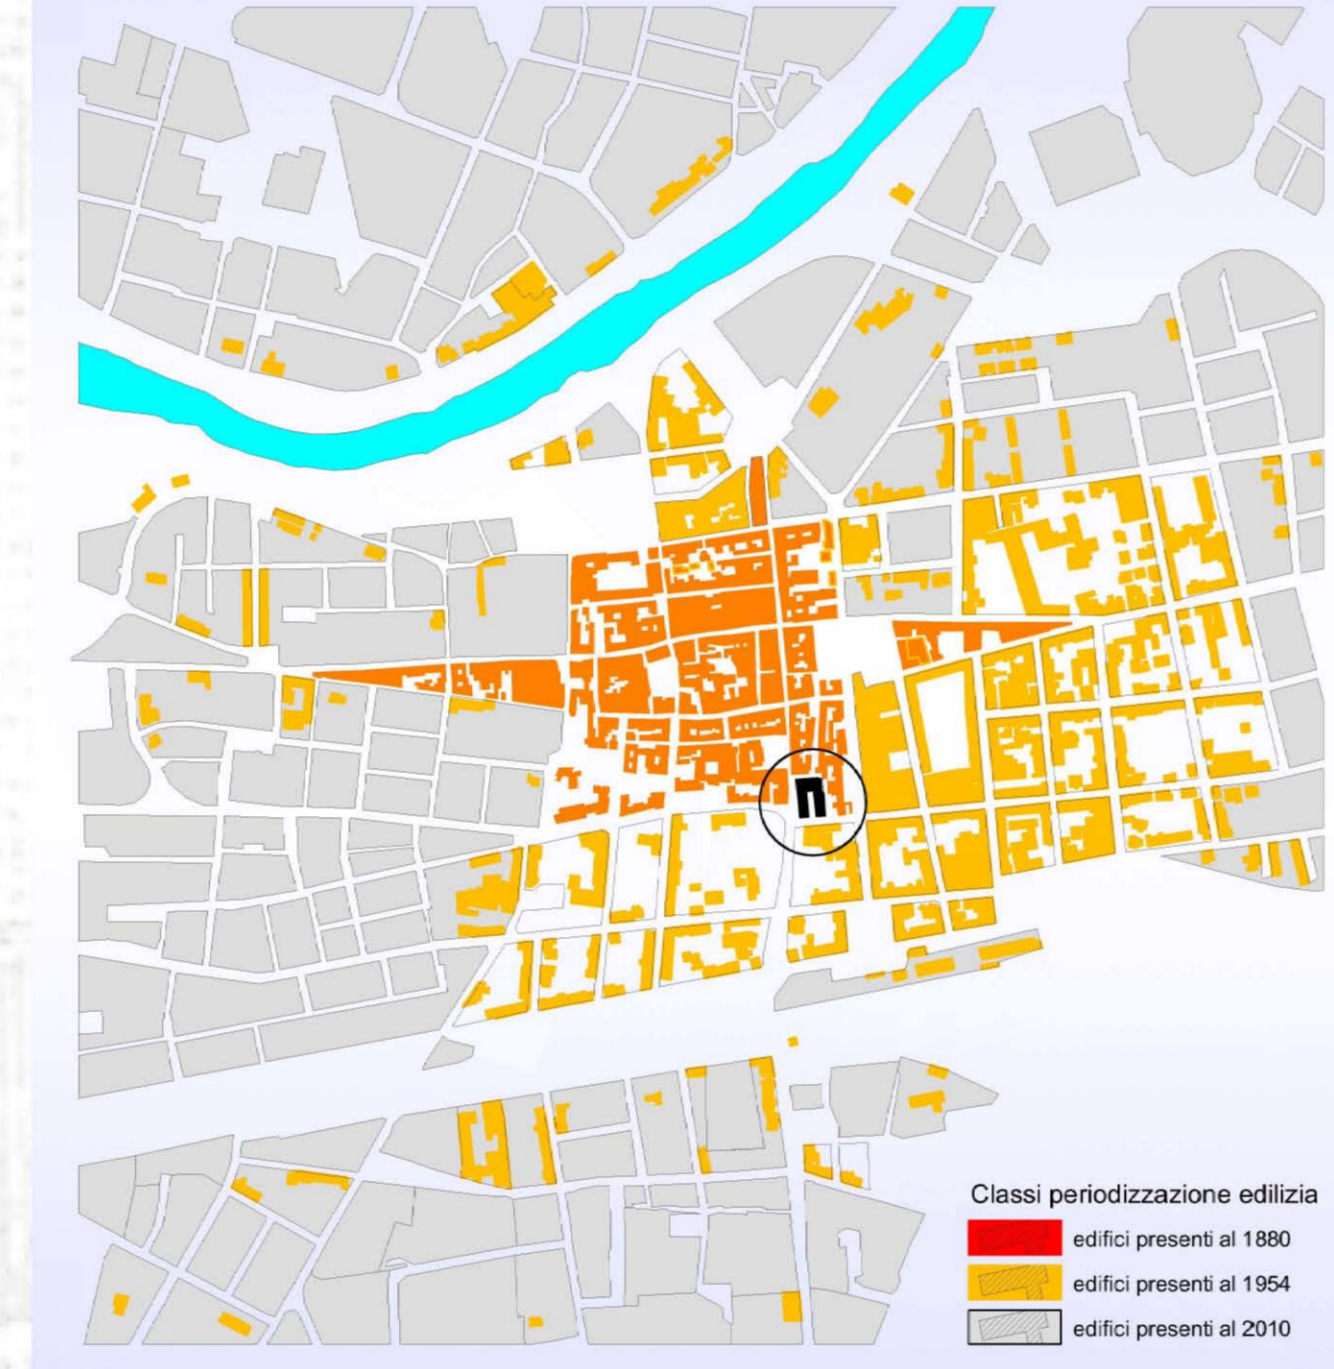 Classi periodizzazione edilizia
edifici presenti al 1880
edifici presenti al 1954
edifici presenti al 2010